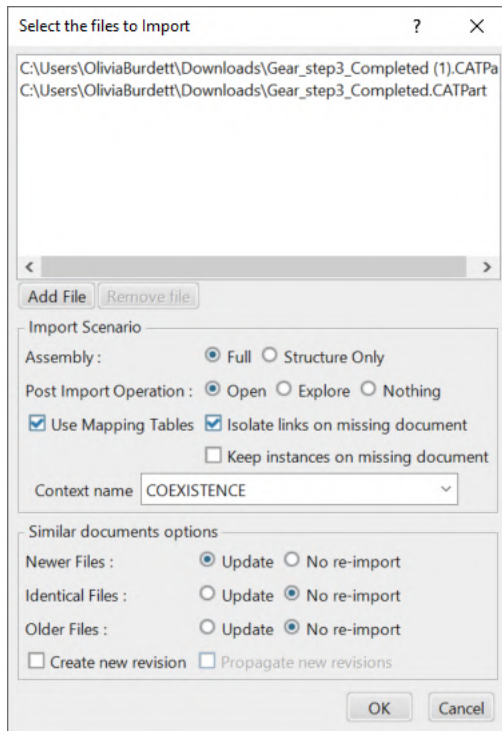 Select the files to Import ? ×
C:\Users\OliviaBurdett\Downloads\Gear_step3_Completed (1).CATPa
C:\Users\OliviaBurdett\Downloads\Gear_step3_Completed.CATPart
Add File Remove file
Import Scenario
Assembly : Full Structure Only
Post Import Operation : Open Explore Nothing
Use Mapping Tables Isolate links on missing document
Keep instances on missing document
Context name COEXISTENCE
Similar documents options
Newer Files : Update No re-import
Identical Files : Update No re-import
Older Files : Update No re-import
Create new revision Propagate new revisions
OK Cancel